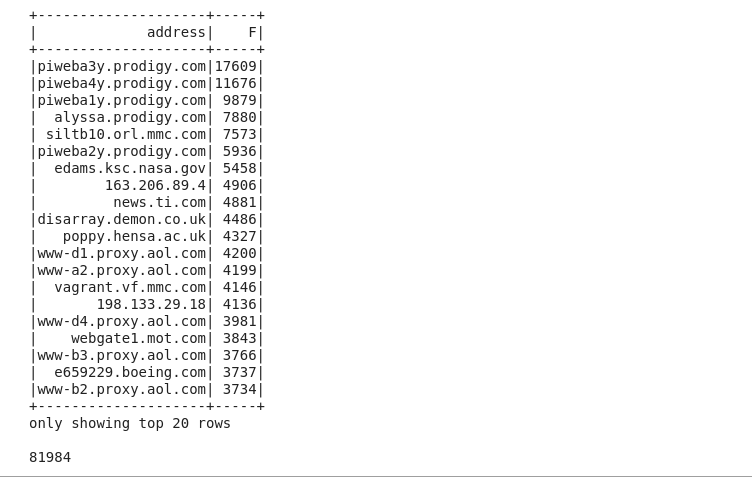 +--------------------+-----+
|             address|    F|
+--------------------+-----+
|piweba3y.prodigy.com|17609|
|piweba4y.prodigy.com|11676|
|piweba1y.prodigy.com| 9879|
|  alyssa.prodigy.com| 7880|
| siltb10.orl.mmc.com| 7573|
|piweba2y.prodigy.com| 5936|
|  edams.ksc.nasa.gov| 5458|
|        163.206.89.4| 4906|
|         news.ti.com| 4881|
|disarray.demon.co.uk| 4486|
|   poppy.hensa.ac.uk| 4327|
|www-d1.proxy.aol.com| 4200|
|www-a2.proxy.aol.com| 4199|
|  vagrant.vf.mmc.com| 4146|
|       198.133.29.18| 4136|
|www-d4.proxy.aol.com| 3981|
|    webgate1.mot.com| 3843|
|www-b3.proxy.aol.com| 3766|
|  e659229.boeing.com| 3737|
|www-b2.proxy.aol.com| 3734|
+--------------------+-----+
only showing top 20 rows

81984